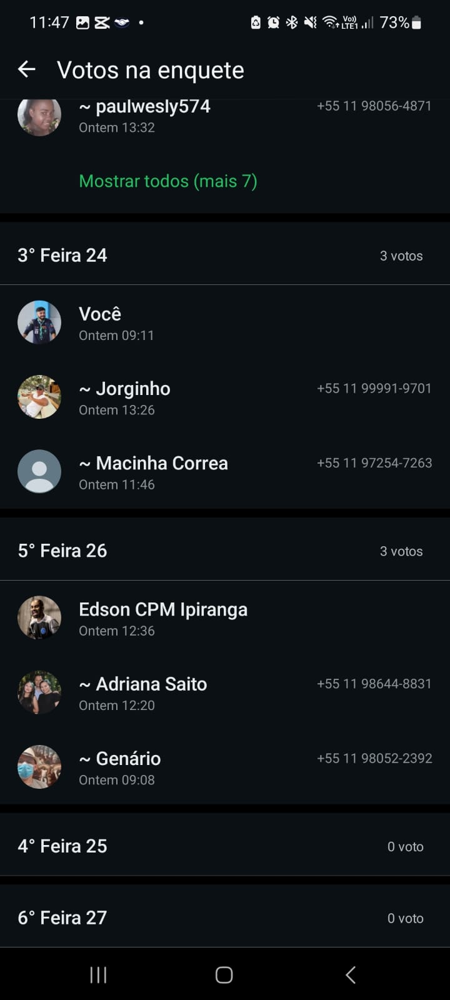 11:47
Vo)) LTE1 73%
Votos na enquete
~ paulwesly574 +55 11 98056-4871
Ontem 13:32
Mostrar todos (mais 7)
3° Feira 24 3 votos
Você
Ontem 09:11
~ Jorginho +55 11 99991-9701
Ontem 13:26
~ Macinha Correa +55 11 97254-7263
Ontem 11:46
5° Feira 26 3 votos
Edson CPM Ipiranga
Ontem 12:36
~ Adriana Saito +55 11 98644-8831
Ontem 12:20
~ Genário +55 11 98052-2392
Ontem 09:08
4° Feira 25 0 voto
6° Feira 27 0 voto